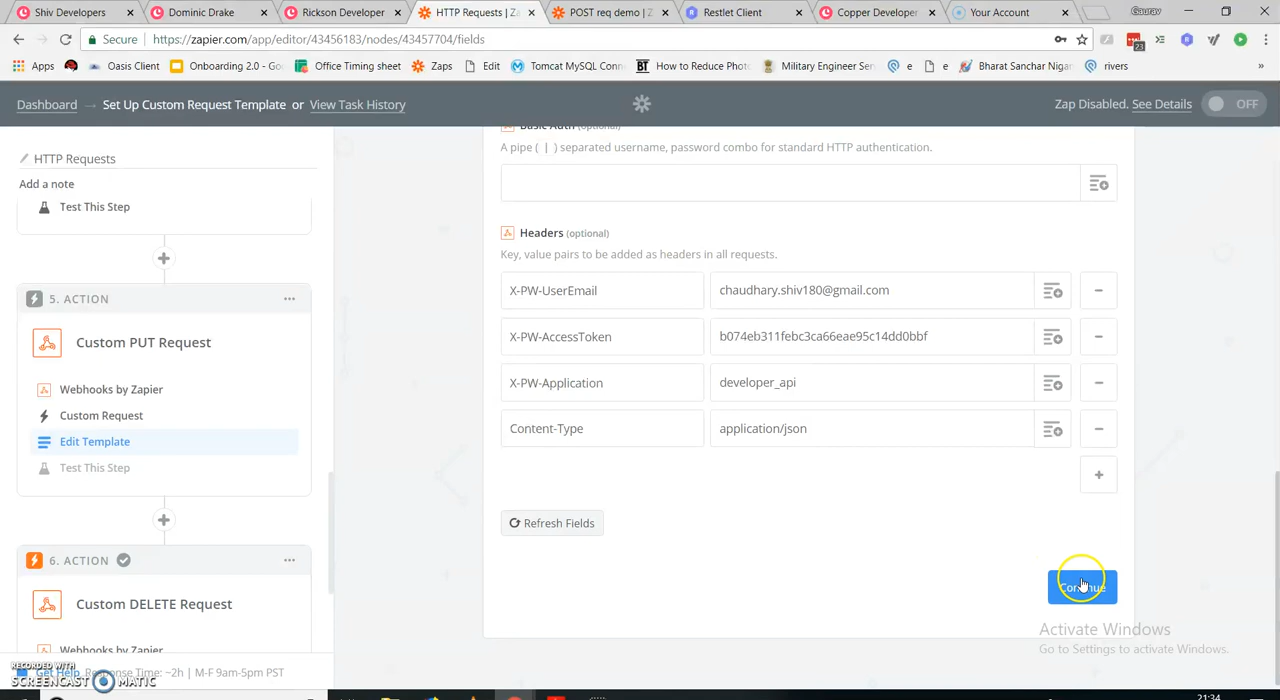 Shiv Developers
Dominic Drake
Rickson Developer
HTTP Requests | Za
POST req demo | Za
Restlet Client
Copper Developer
Your Account
Gaurav
Secure
https://zapier.com/app/editor/43456183/nodes/43457704/fields
23
Apps
Oasis Client
Onboarding 2.0 - Go
Office Timing sheet
Zaps
Edit
Tomcat MySQL Conn
BT
How to Reduce Phot
Military Engineer Ser
e
e
Bharat Sanchar Nigar
rivers
»
Dashboard → Set Up Custom Request Template or View Task History
Zap Disabled. See Details
OFF
HTTP Requests
Add a note
Test This Step
5. ACTION
Custom PUT Request
Webhooks by Zapier
Custom Request
Edit Template
Test This Step
6. ACTION
Custom DELETE Request
Webhooks by Zapier
Get Help
Response Time: ~2h | M-F 9am-5pm PST
RECORDED WITH
SCREENCAST MATIC
Basic Auth (optional)
A pipe ( | ) separated username, password combo for standard HTTP authentication.
Headers (optional)
Key, value pairs to be added as headers in all requests.
X-PW-UserEmail
chaudhary.shiv180@gmail.com
X-PW-AccessToken
b074eb311febc3ca66eae95c14dd0bbf
X-PW-Application
developer_api
Content-Type
application/json
Refresh Fields
Continue
Activate Windows
Go to Settings to activate Windows.
21:34